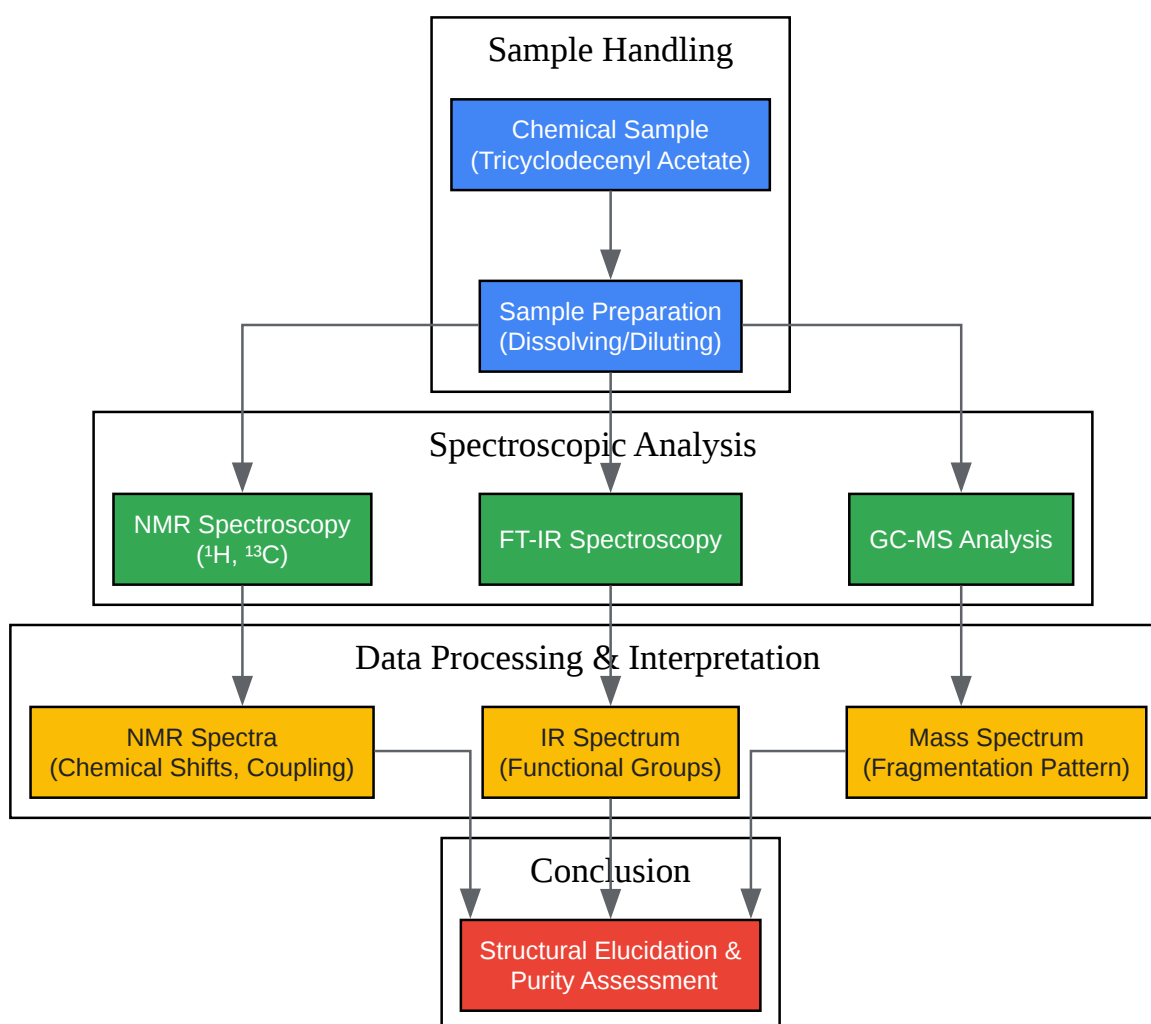 Sample Handling
Chemical Sample
(Tricyclodecenyl Acetate)
Sample Preparation
(Dissolving/Diluting)
Spectroscopic Analysis
NMR Spectroscopy
(¹H, ¹³C)
FT-IR Spectroscopy
GC-MS Analysis
Data Processing & Interpretation
NMR Spectra
(Chemical Shifts, Coupling)
IR Spectrum
(Functional Groups)
Mass Spectrum
(Fragmentation Pattern)
Conclusion
Structural Elucidation &
Purity Assessment